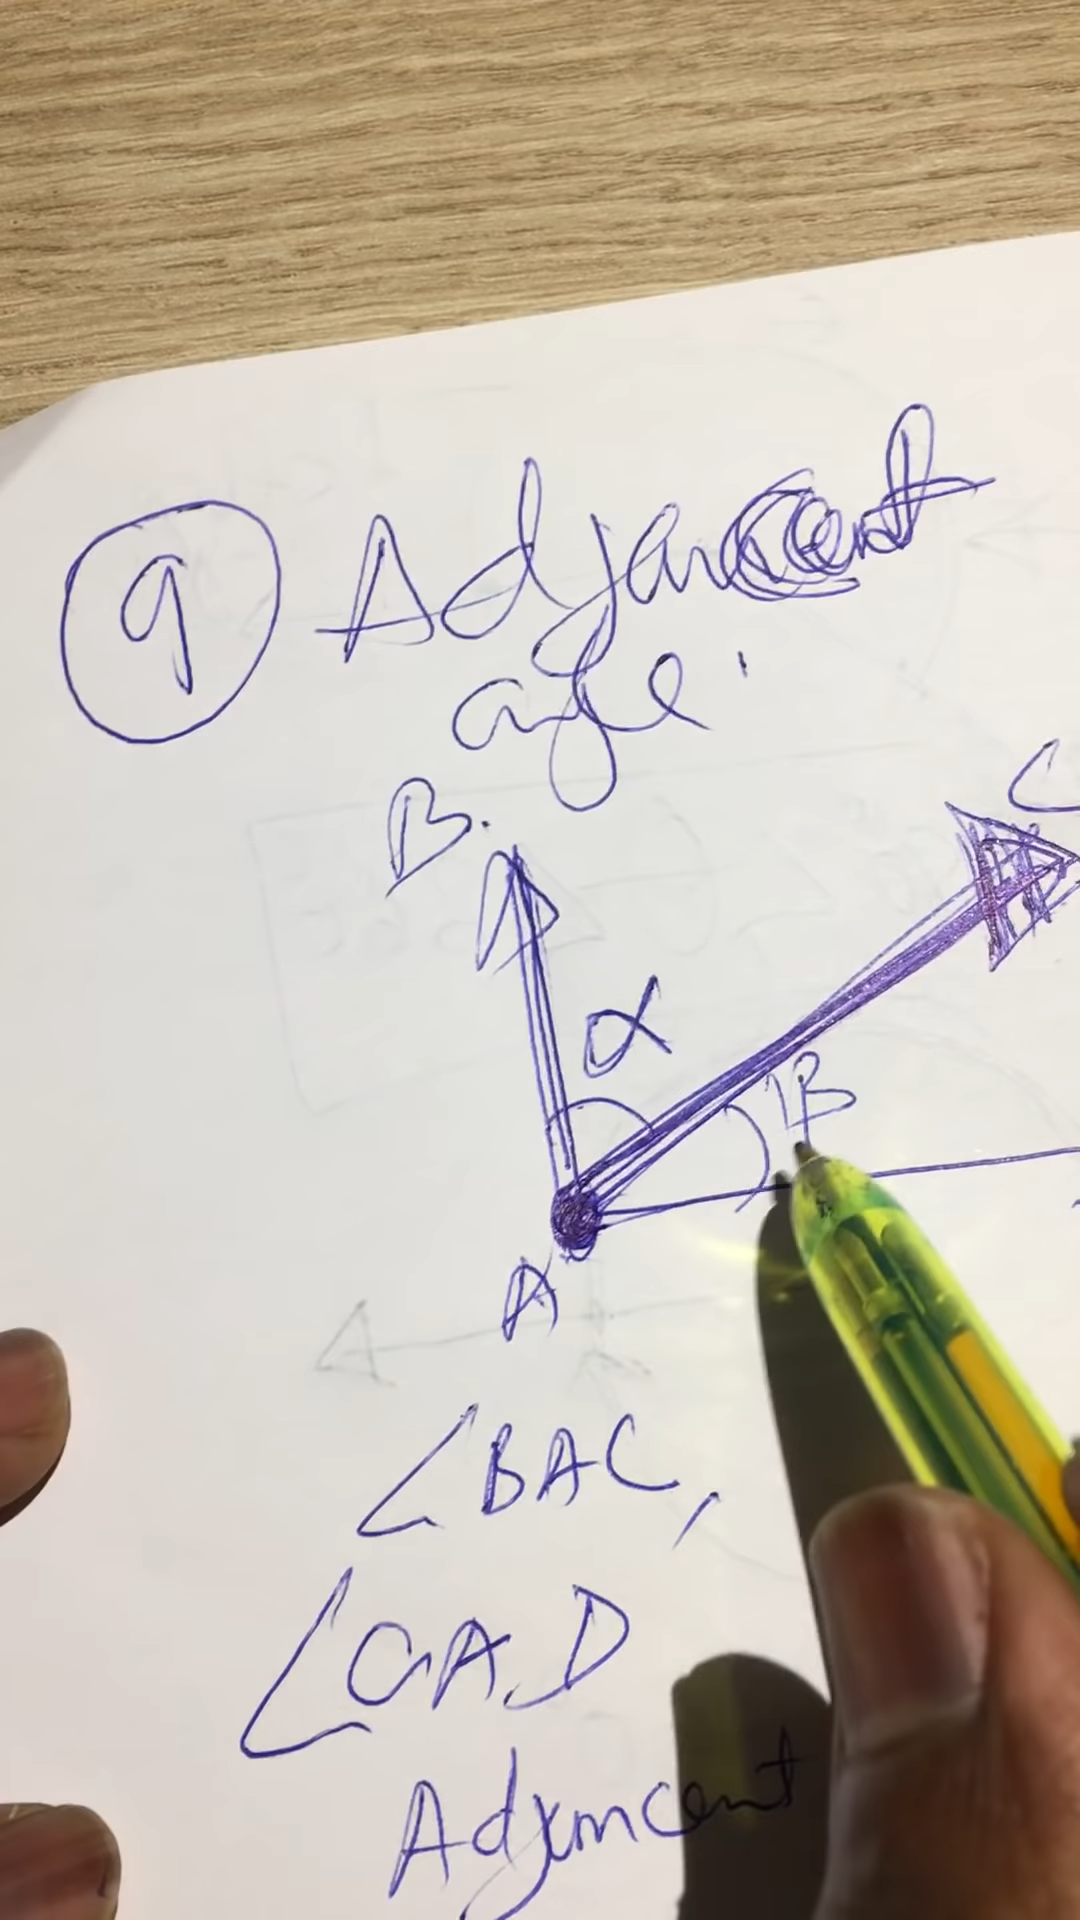 9 Adjacent
angle
B
C
α
β
A
∠BAC,
∠CAD
Adjacent